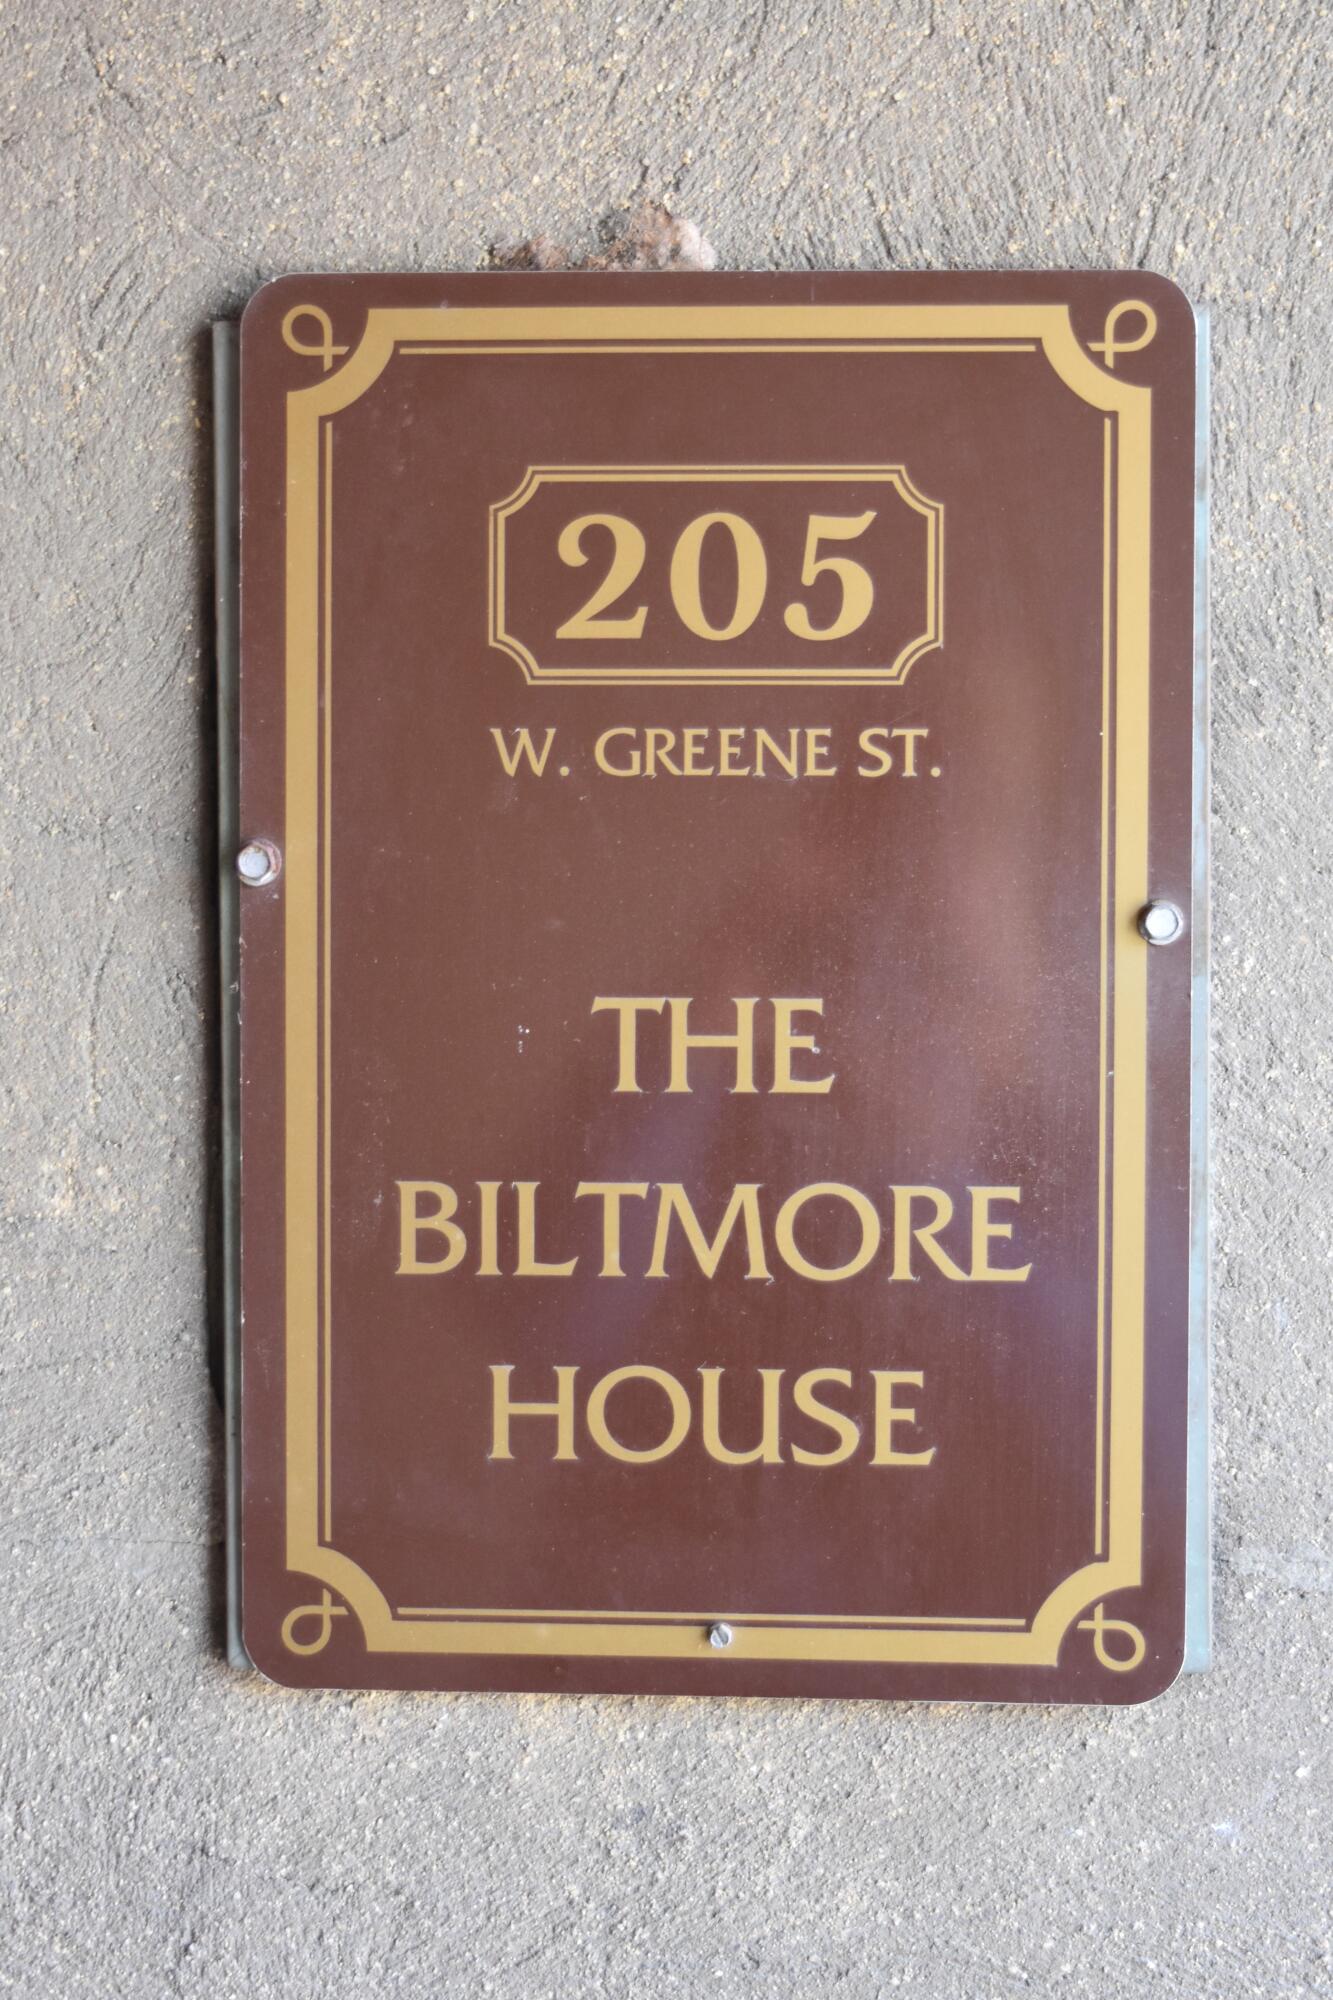 205
W. GREENE ST.
THE
BILTMORE
HOUSE